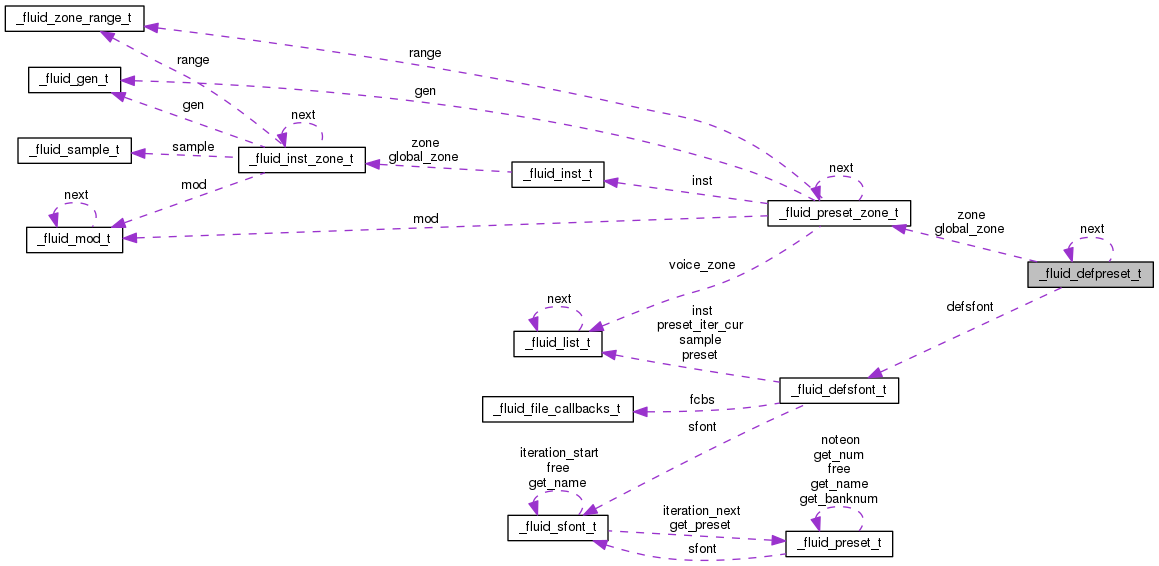 _fluid_zone_range_t
range
range
_fluid_gen_t
gen
gen
next
_fluid_sample_t
sample
_fluid_inst_zone_t
zone
global_zone
_fluid_inst_t
inst
next
_fluid_preset_zone_t
mod
next
_fluid_mod_t
mod
zone
global_zone
next
_fluid_defpreset_t
voice_zone
defsfont
next
_fluid_list_t
inst
preset_iter_cur
sample
preset
_fluid_defsfont_t
_fluid_file_callbacks_t
fcbs
sfont
iteration_start
free
get_name
_fluid_sfont_t
iteration_next
get_preset
sfont
noteon
get_num
free
get_name
get_banknum
_fluid_preset_t